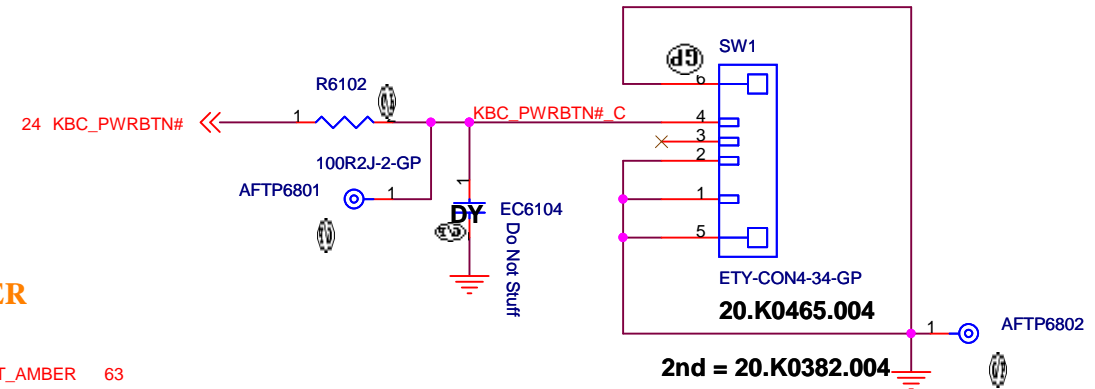 SW1
GP
6
R6102
24 KBC_PWRBTN#
1
2
KBC_PWRBTN#_C
4
3
2
100R2J-2-GP
AFTP6801
1
1
DY
EC6104
Do Not Stuff
1
5
ETY-CON4-34-GP
20.K0465.004
ER
1
AFTP6802
T_AMBER 63
2nd = 20.K0382.004